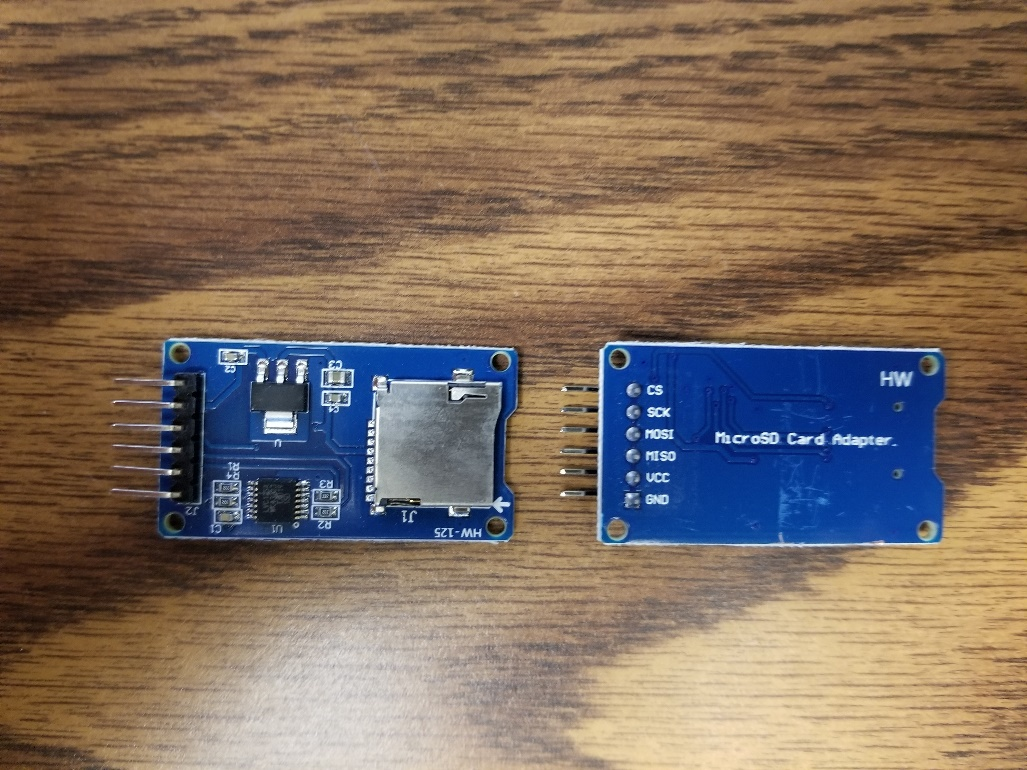 C2
C3
C4
U
R1
R4
R3
R2
C1
J2
U1
J1
HW-125
HW
CS
SCK
MOSI
MISO
VCC
GND
MicroSD Card Adapter